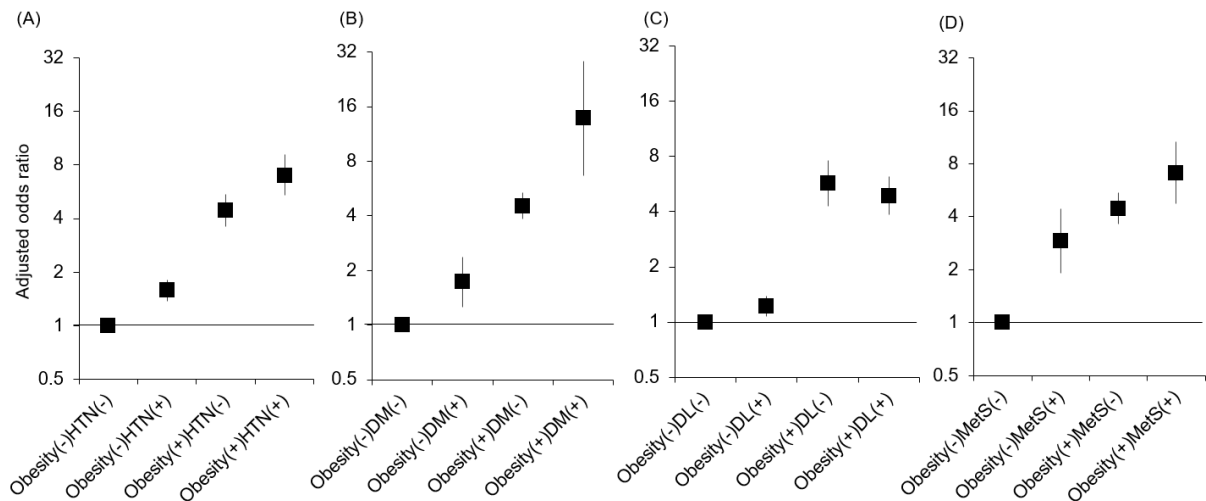 (A)
(B)
(C)
(D)
Adjusted odds ratio
32
16
8
4
2
1
0.5
Obesity(-)HTN(-)
Obesity(-)HTN(+)
Obesity(+)HTN(-)
Obesity(+)HTN(+)
32
16
8
4
2
1
0.5
Obesity(-)DM(-)
Obesity(-)DM(+)
Obesity(+)DM(-)
Obesity(+)DM(+)
32
16
8
4
2
1
0.5
Obesity(-)DL(-)
Obesity(-)DL(+)
Obesity(+)DL(-)
Obesity(+)DL(+)
32
16
8
4
2
1
0.5
Obesity(-)MetS(-)
Obesity(-)MetS(+)
Obesity(+)MetS(-)
Obesity(+)MetS(+)